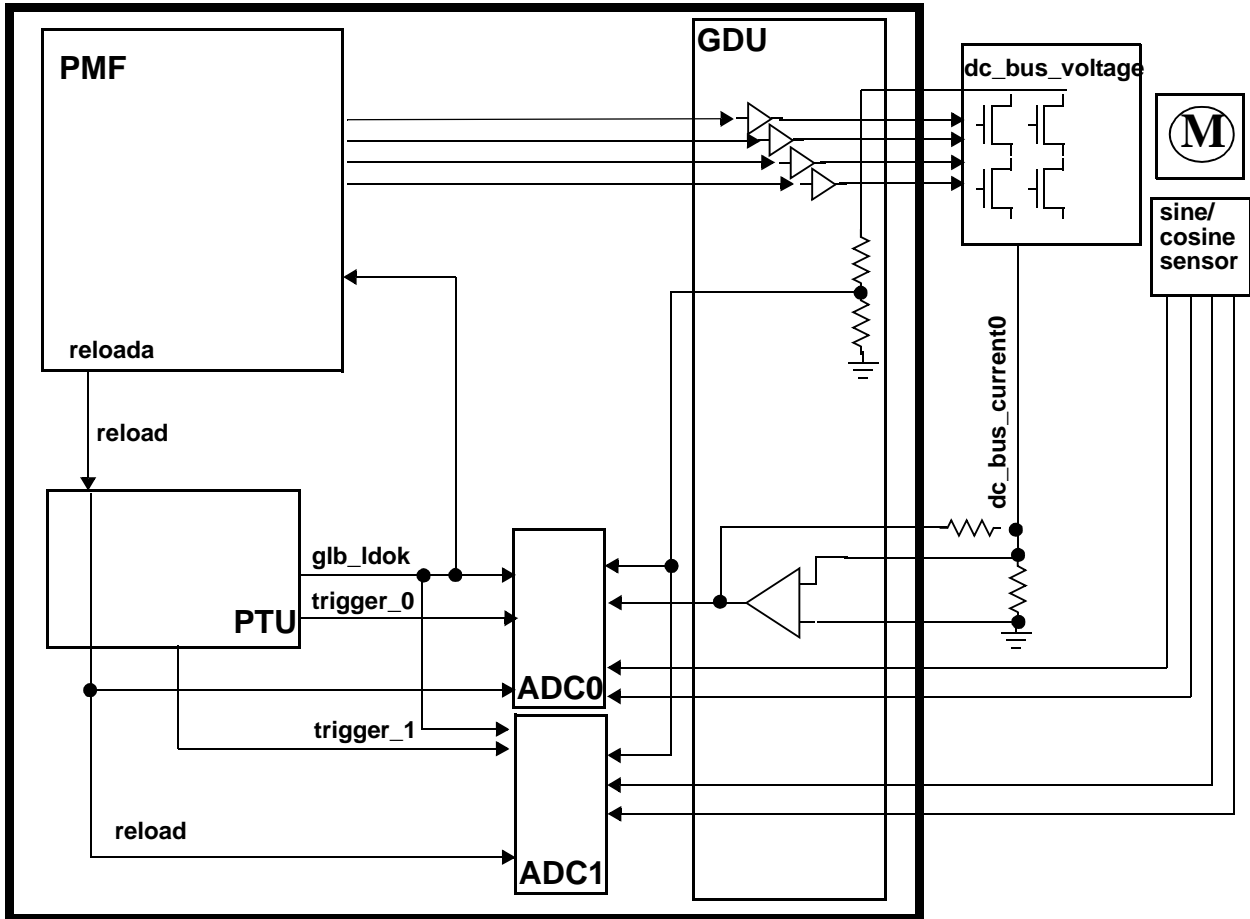 GDU
PMF
dc_bus_voltage
M
sine/
cosine
sensor
reloada
dc_bus_current0
reload
glb_ldok
trigger_0
PTU
ADC0
trigger_1
reload
ADC1